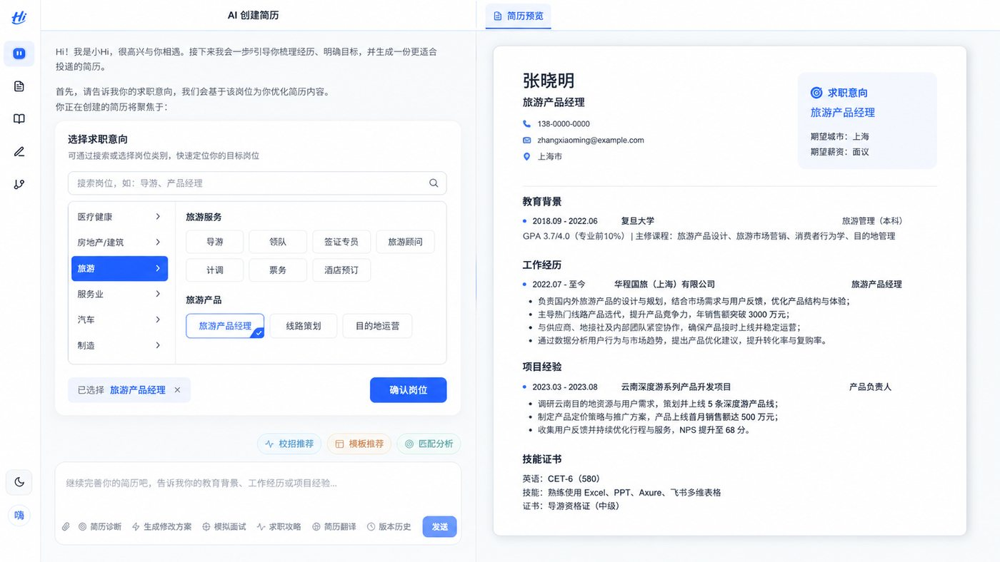 Hi
AI 创建简历
Hi！我是小Hi，很高兴与你相遇。接下来我会一步步引导你梳理经历、明确目标，并生成一份更适合
投递的简历。
首先，请告诉我你的求职意向，我们会基于该岗位为你优化简历内容。
你正在创建的简历将聚焦于：
选择求职意向
可通过搜索或选择岗位类别，快速定位你的目标岗位
搜索岗位，如：导游、产品经理
医疗健康
房地产/建筑
旅游
服务业
汽车
制造
旅游服务
导游
领队
签证专员
旅游顾问
计调
票务
酒店预订
旅游产品
旅游产品经理
线路策划
目的地运营
已选择 旅游产品经理 ×
确认岗位
校招推荐
模板推荐
匹配分析
继续完善你的简历吧，告诉我你的教育背景、工作经历或项目经验...
简历诊断
生成修改方案
模拟面试
求职攻略
简历翻译
版本历史
发送
嗨
简历预览
张晓明
旅游产品经理
138-0000-0000
zhangxiaoming@example.com
上海市
求职意向
旅游产品经理
期望城市：上海
期望薪资：面议
教育背景
2018.09 - 2022.06 复旦大学 旅游管理（本科）
GPA 3.7/4.0（专业前10%） | 主修课程：旅游产品设计、旅游市场营销、消费者行为学、目的地管理
工作经历
2022.07 - 至今 华程国旅（上海）有限公司 旅游产品经理
负责国内外旅游产品的设计与规划，结合市场需求与用户反馈，优化产品结构与体验；
主导热门线路产品迭代，提升产品竞争力，年销售额突破 3000 万元；
与供应商、地接社及内部团队紧密协作，确保产品按时上线并稳定运营；
通过数据分析用户行为与市场趋势，提出产品优化建议，提升转化率与复购率。
项目经验
2023.03 - 2023.08 云南深度游系列产品开发项目 产品负责人
调研云南目的地资源与用户需求，策划并上线 5 条深度游产品线；
制定产品定价策略与推广方案，产品上线首月销售额达 500 万元；
收集用户反馈并持续优化行程与服务，NPS 提升至 68 分。
技能证书
英语：CET-6（580）
技能：熟练使用 Excel、PPT、Axure、飞书多维表格
证书：导游资格证（中级）